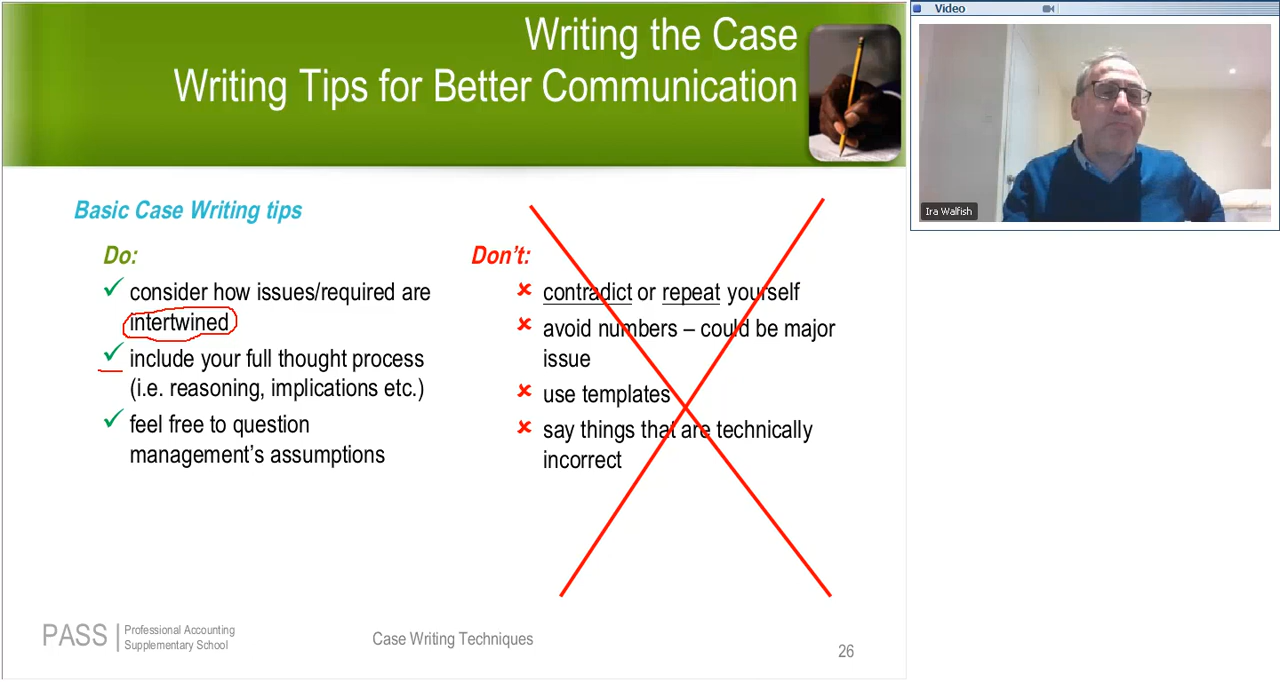 Writing the Case
Writing Tips for Better Communication
Video
Ira Walfish
Basic Case Writing tips
Do:
consider how issues/required are
intertwined
include your full thought process
(i.e. reasoning, implications etc.)
feel free to question
management's assumptions
Don't:
contradict or repeat yourself
avoid numbers – could be major
issue
use templates
say things that are technically
incorrect
PASS
Professional Accounting
Supplementary School
Case Writing Techniques
26